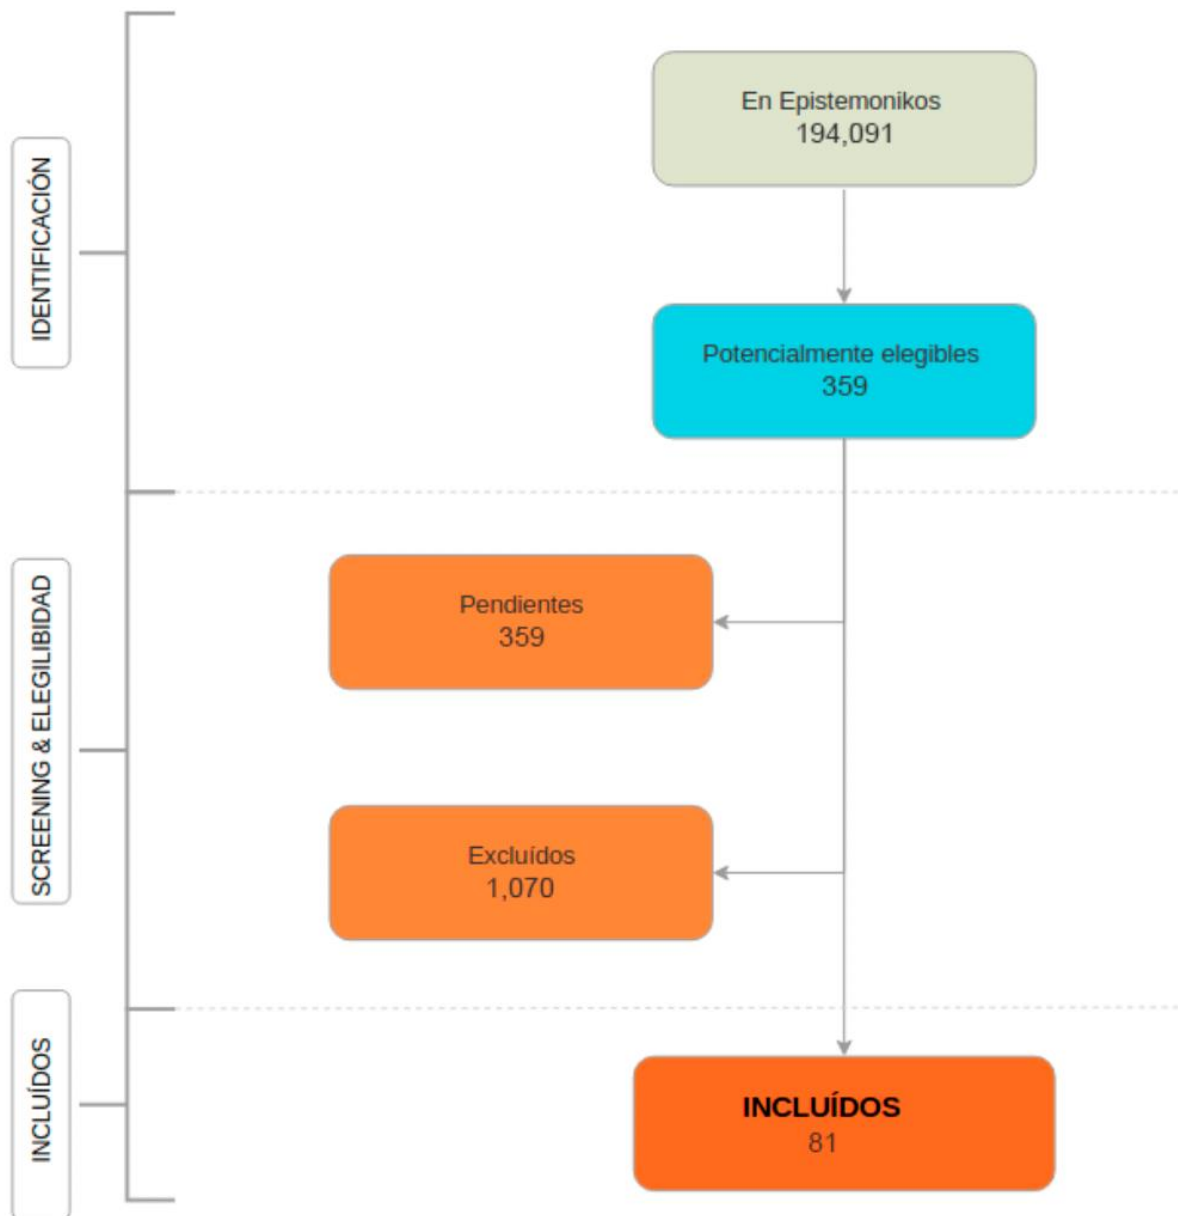 IDENTIFICACIÓN
En Epistemonikos
194,091
Potencialmente elegibles
359
SCREENING & ELEGILIBIDAD
Pendientes
359
Excluídos
1,070
INCLUÍDOS
INCLUÍDOS
81